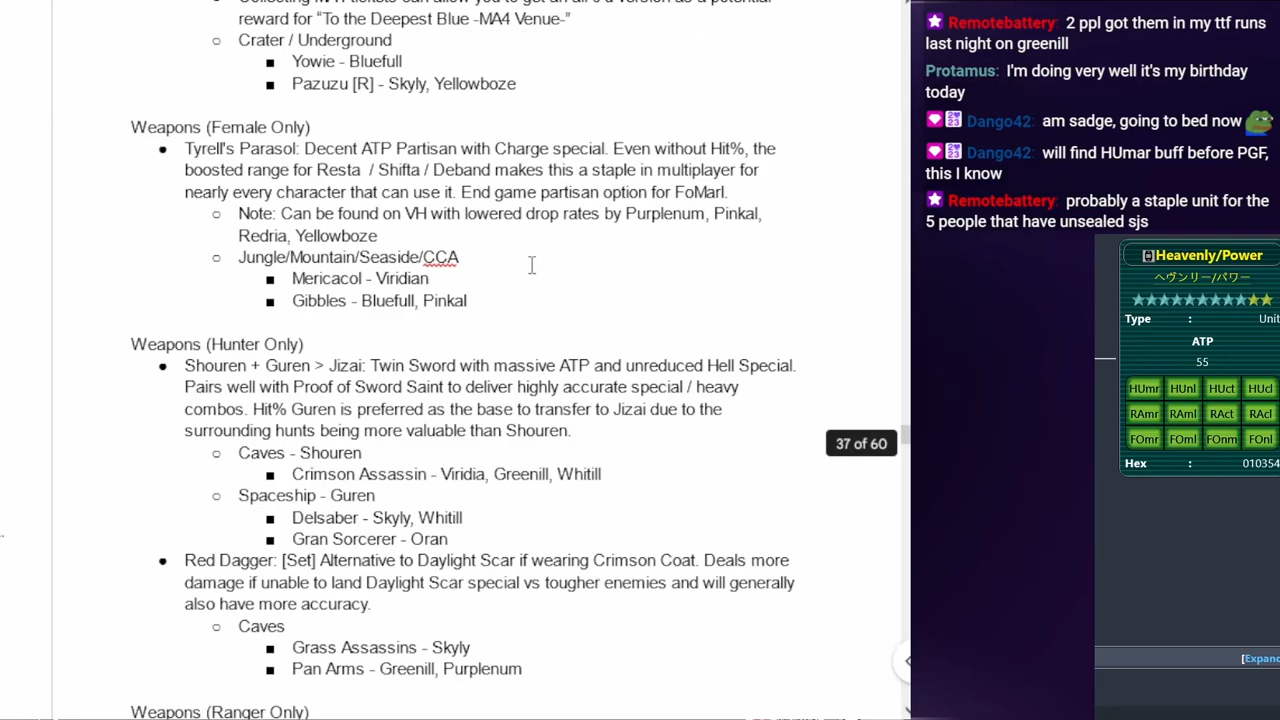 reward for “To the Deepest Blue -MA4 Venue-”
○ Crater / Underground
■ Yowie - Bluefull
■ Pazuzu [R] - Skyly, Yellowboze
Weapons (Female Only)
● Tyrell's Parasol: Decent ATP Partisan with Charge special. Even without Hit%, the
boosted range for Resta / Shifta / Deband makes this a staple in multiplayer for
nearly every character that can use it. End game partisan option for FoMarl.
○ Note: Can be found on VH with lowered drop rates by Purplenum, Pinkal,
Redria, Yellowboze
○ Jungle/Mountain/Seaside/CCA
■ Mericacol - Viridian
■ Gibbles - Bluefull, Pinkal
Weapons (Hunter Only)
● Shouren + Guren > Jizai: Twin Sword with massive ATP and unreduced Hell Special.
Pairs well with Proof of Sword Saint to deliver highly accurate special / heavy
combos. Hit% Guren is preferred as the base to transfer to Jizai due to the
surrounding hunts being more valuable than Shouren.
○ Caves - Shouren
■ Crimson Assassin - Viridia, Greenill, Whitill
○ Spaceship - Guren
■ Delsaber - Skyly, Whitill
■ Gran Sorcerer - Oran
● Red Dagger: [Set] Alternative to Daylight Scar if wearing Crimson Coat. Deals more
damage if unable to land Daylight Scar special vs tougher enemies and will generally
also have more accuracy.
○ Caves
■ Grass Assassins - Skyly
■ Pan Arms - Greenill, Purplenum
Weapons (Ranger Only)
37 of 60
Remotebattery: 2 ppl got them in my ttf runs
last night on greenill
Protamus: I'm doing very well it's my birthday
today
Dango42: am sadge, going to bed now
Dango42: will find HUmar buff before PGF,
this I know
Remotebattery: probably a staple unit for the
5 people that have unsealed sjs
Heavenly/Power
ヘヴンリー/パワー
★★★★★★★★★★★
Type : Unit
ATP
55
HUmr HUnl HUct HUcl
RAmr RAml RAct RAcl
FOmr FOml FOnm FOnl
Hex : 010354
[Expand